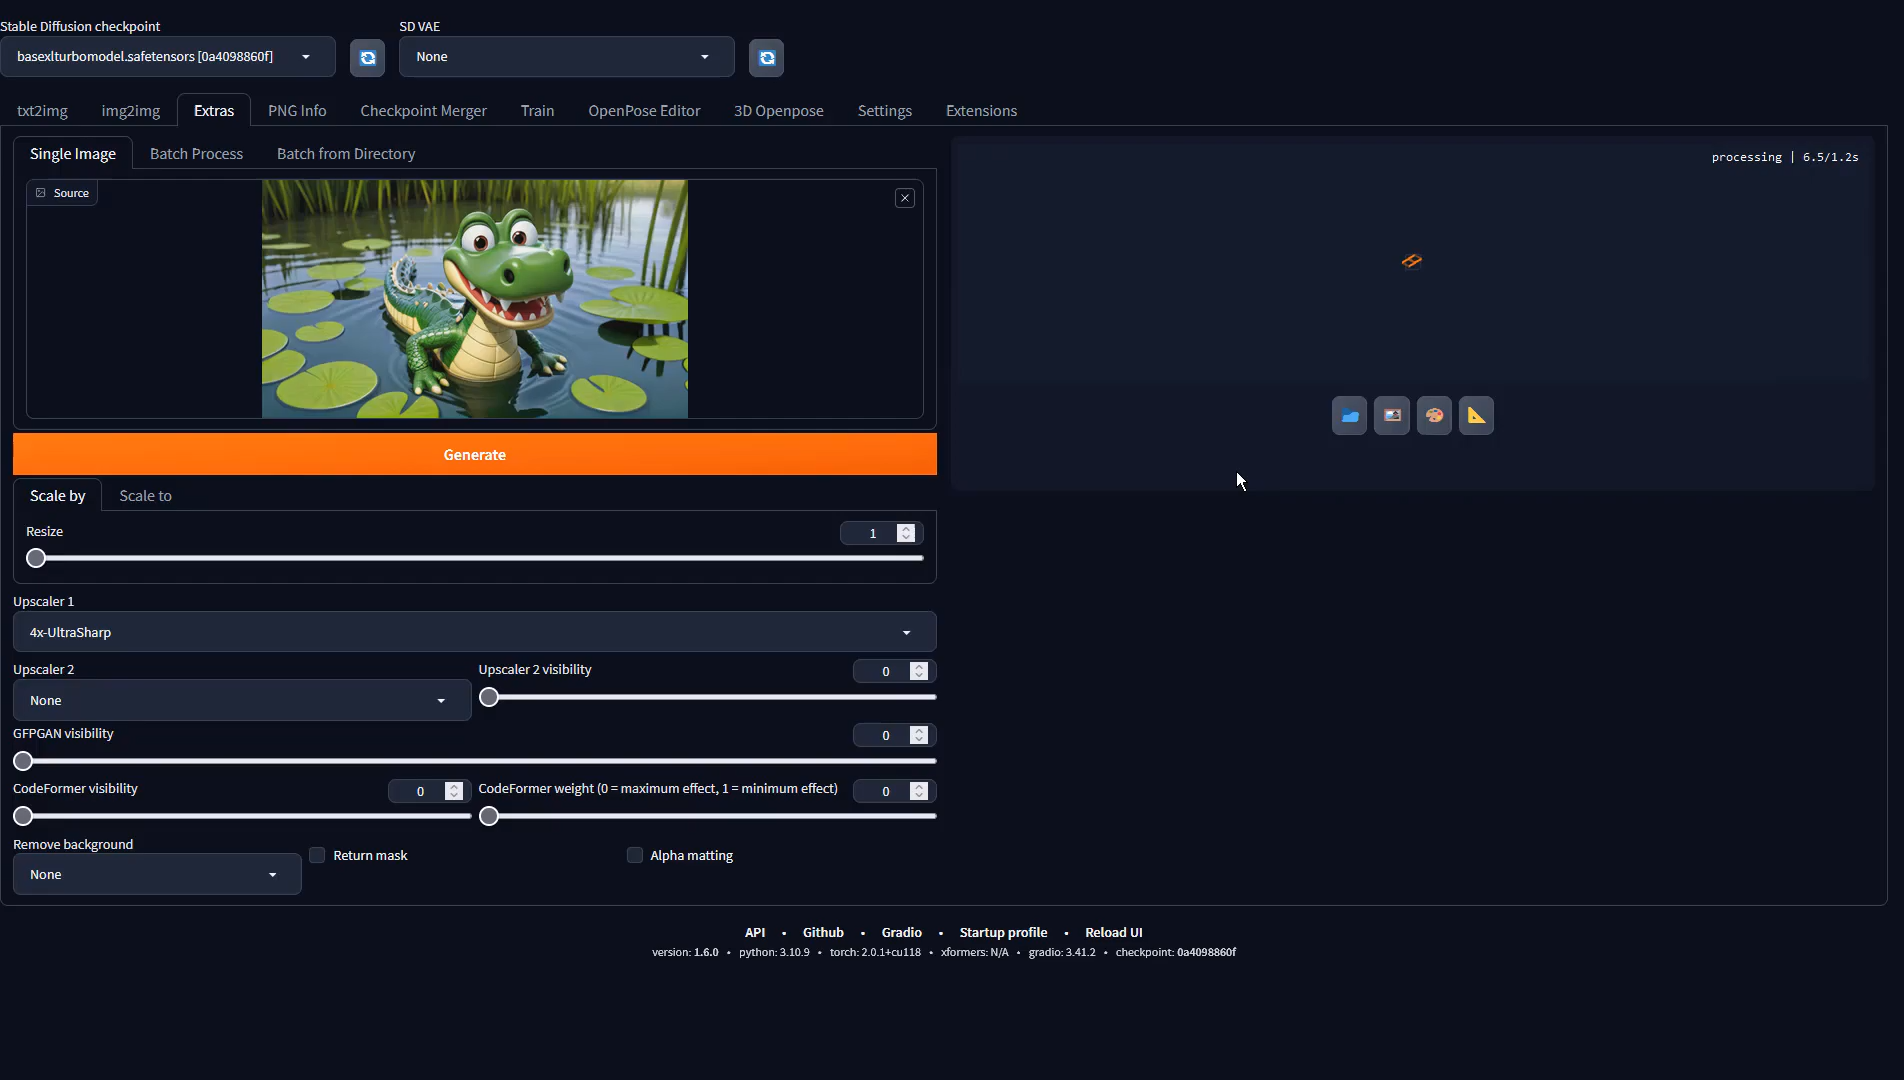 Stable Diffusion checkpoint
SD VAE
basexlturbomodel.safetensors [0a4098860f]
None
txt2img img2img Extras PNG Info Checkpoint Merger Train OpenPose Editor 3D Openpose Settings Extensions
Single Image Batch Process Batch from Directory
processing | 6.5/1.2s
Source
Generate
Scale by Scale to
Resize
1
Upscaler 1
4x-UltraSharp
Upscaler 2
Upscaler 2 visibility
0
None
GFPGAN visibility
0
CodeFormer visibility
0
CodeFormer weight (0 = maximum effect, 1 = minimum effect)
0
Remove background
None
Return mask
Alpha matting
API • Github • Gradio • Startup profile • Reload UI
version: 1.6.0 • python: 3.10.9 • torch: 2.0.1+cu118 • xformers: N/A • gradio: 3.41.2 • checkpoint: 0a4098860f